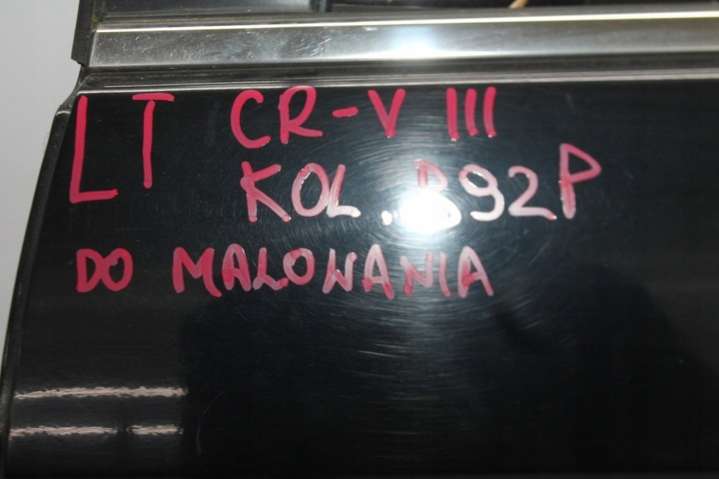 LT CR-V III
KOL. B92P
DO MALOWANIA